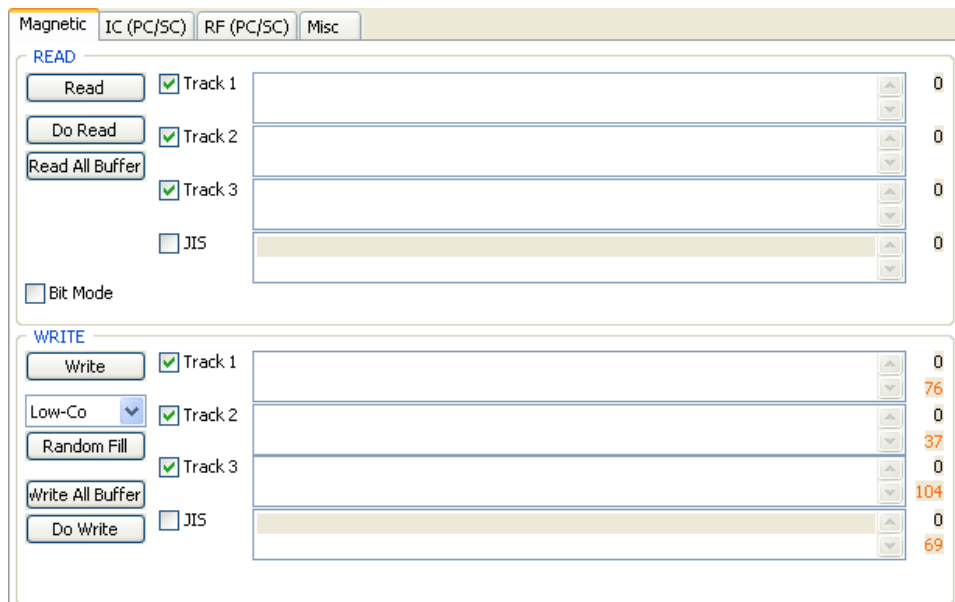 Magnetic IC (PC/SC) RF (PC/SC) Misc
READ
Read Track 1 0
Do Read Track 2 0
Read All Buffer
Track 3 0
JIS 0
Bit Mode
WRITE
Write Track 1 0
76
Low-Co Track 2 0
Random Fill 37
Track 3 0
Write All Buffer 104
Do Write JIS 0
69